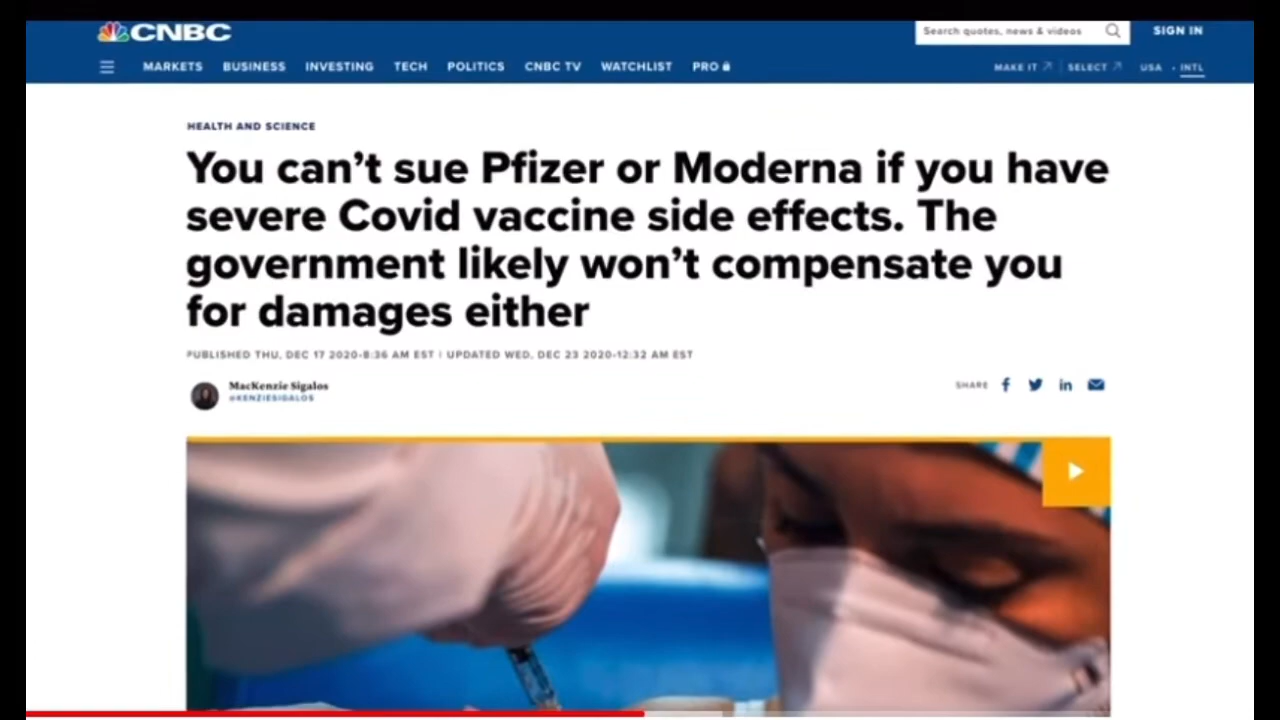 CNBC
Search quotes, news & videos
SIGN IN
MARKETS BUSINESS INVESTING TECH POLITICS CNBC TV WATCHLIST PRO
MAKE IT SELECT USA • INTL
HEALTH AND SCIENCE
You can’t sue Pfizer or Moderna if you have
severe Covid vaccine side effects. The
government likely won’t compensate you
for damages either
PUBLISHED THU, DEC 17 2020-8:36 AM EST | UPDATED WED, DEC 23 2020-12:32 AM EST
MacKenzie Sigalos
@KENZIESIGALOS
SHARE